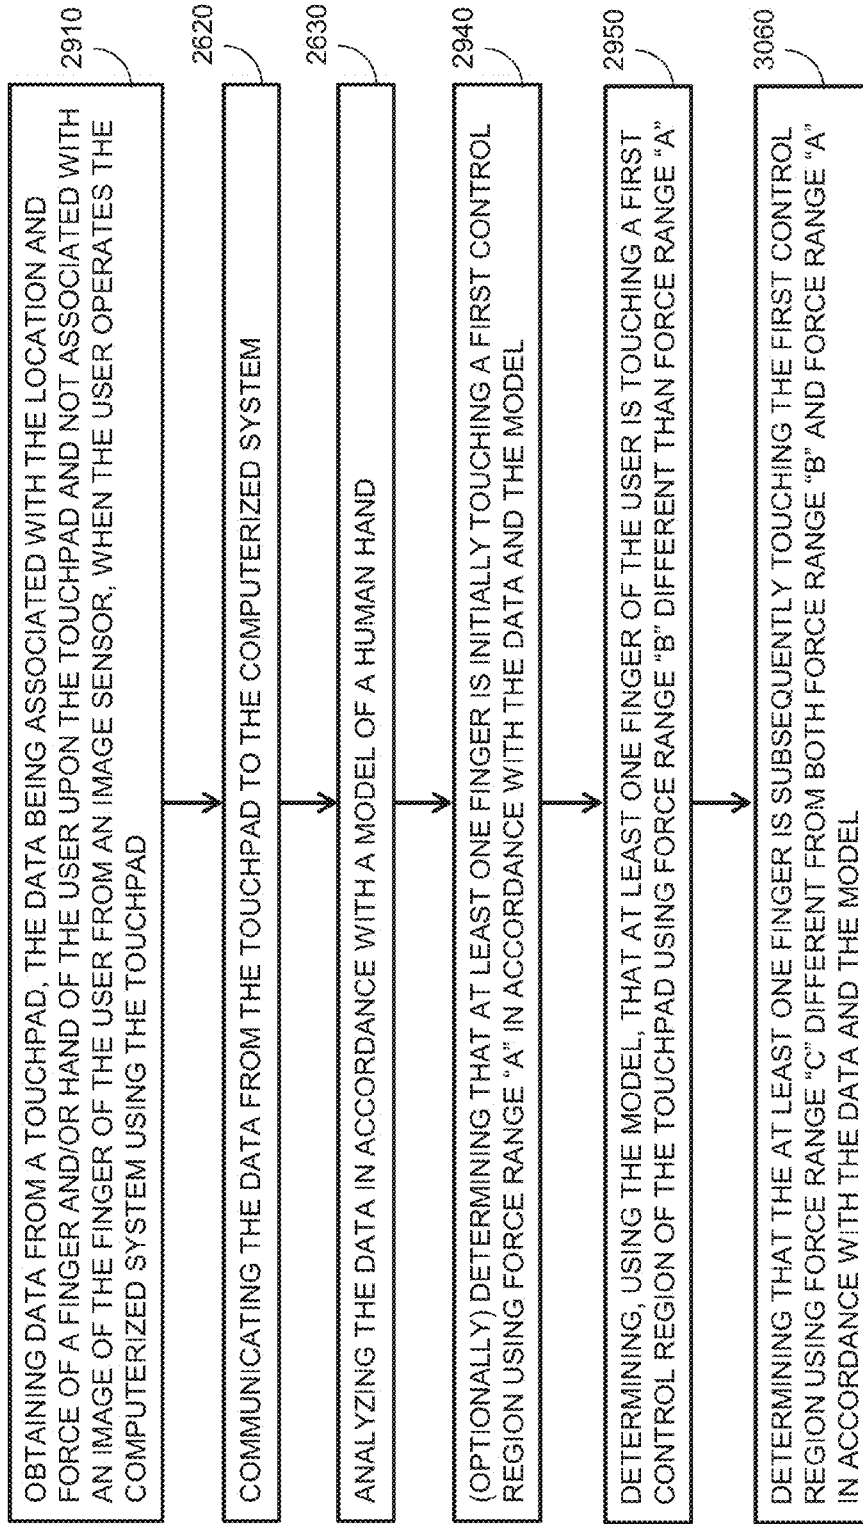 OBTAINING DATA FROM A TOUCHPAD, THE DATA BEING ASSOCIATED WITH THE LOCATION AND
FORCE OF A FINGER AND/OR HAND OF THE USER UPON THE TOUCHPAD AND NOT ASSOCIATED WITH
AN IMAGE OF THE FINGER OF THE USER FROM AN IMAGE SENSOR, WHEN THE USER OPERATES THE
COMPUTERIZED SYSTEM USING THE TOUCHPAD
2910
COMMUNICATING THE DATA FROM THE TOUCHPAD TO THE COMPUTERIZED SYSTEM
2620
ANALYZING THE DATA IN ACCORDANCE WITH A MODEL OF A HUMAN HAND
2630
(OPTIONALLY) DETERMINING THAT AT LEAST ONE FINGER IS INITIALLY TOUCHING A FIRST CONTROL
REGION USING FORCE RANGE "A" IN ACCORDANCE WITH THE DATA AND THE MODEL
2940
DETERMINING, USING THE MODEL, THAT AT LEAST ONE FINGER OF THE USER IS TOUCHING A FIRST
CONTROL REGION OF THE TOUCHPAD USING FORCE RANGE "B" DIFFERENT THAN FORCE RANGE "A"
2950
DETERMINING THAT THE AT LEAST ONE FINGER IS SUBSEQUENTLY TOUCHING THE FIRST CONTROL
REGION USING FORCE RANGE "C" DIFFERENT FROM BOTH FORCE RANGE "B" AND FORCE RANGE "A"
IN ACCORDANCE WITH THE DATA AND THE MODEL
3060